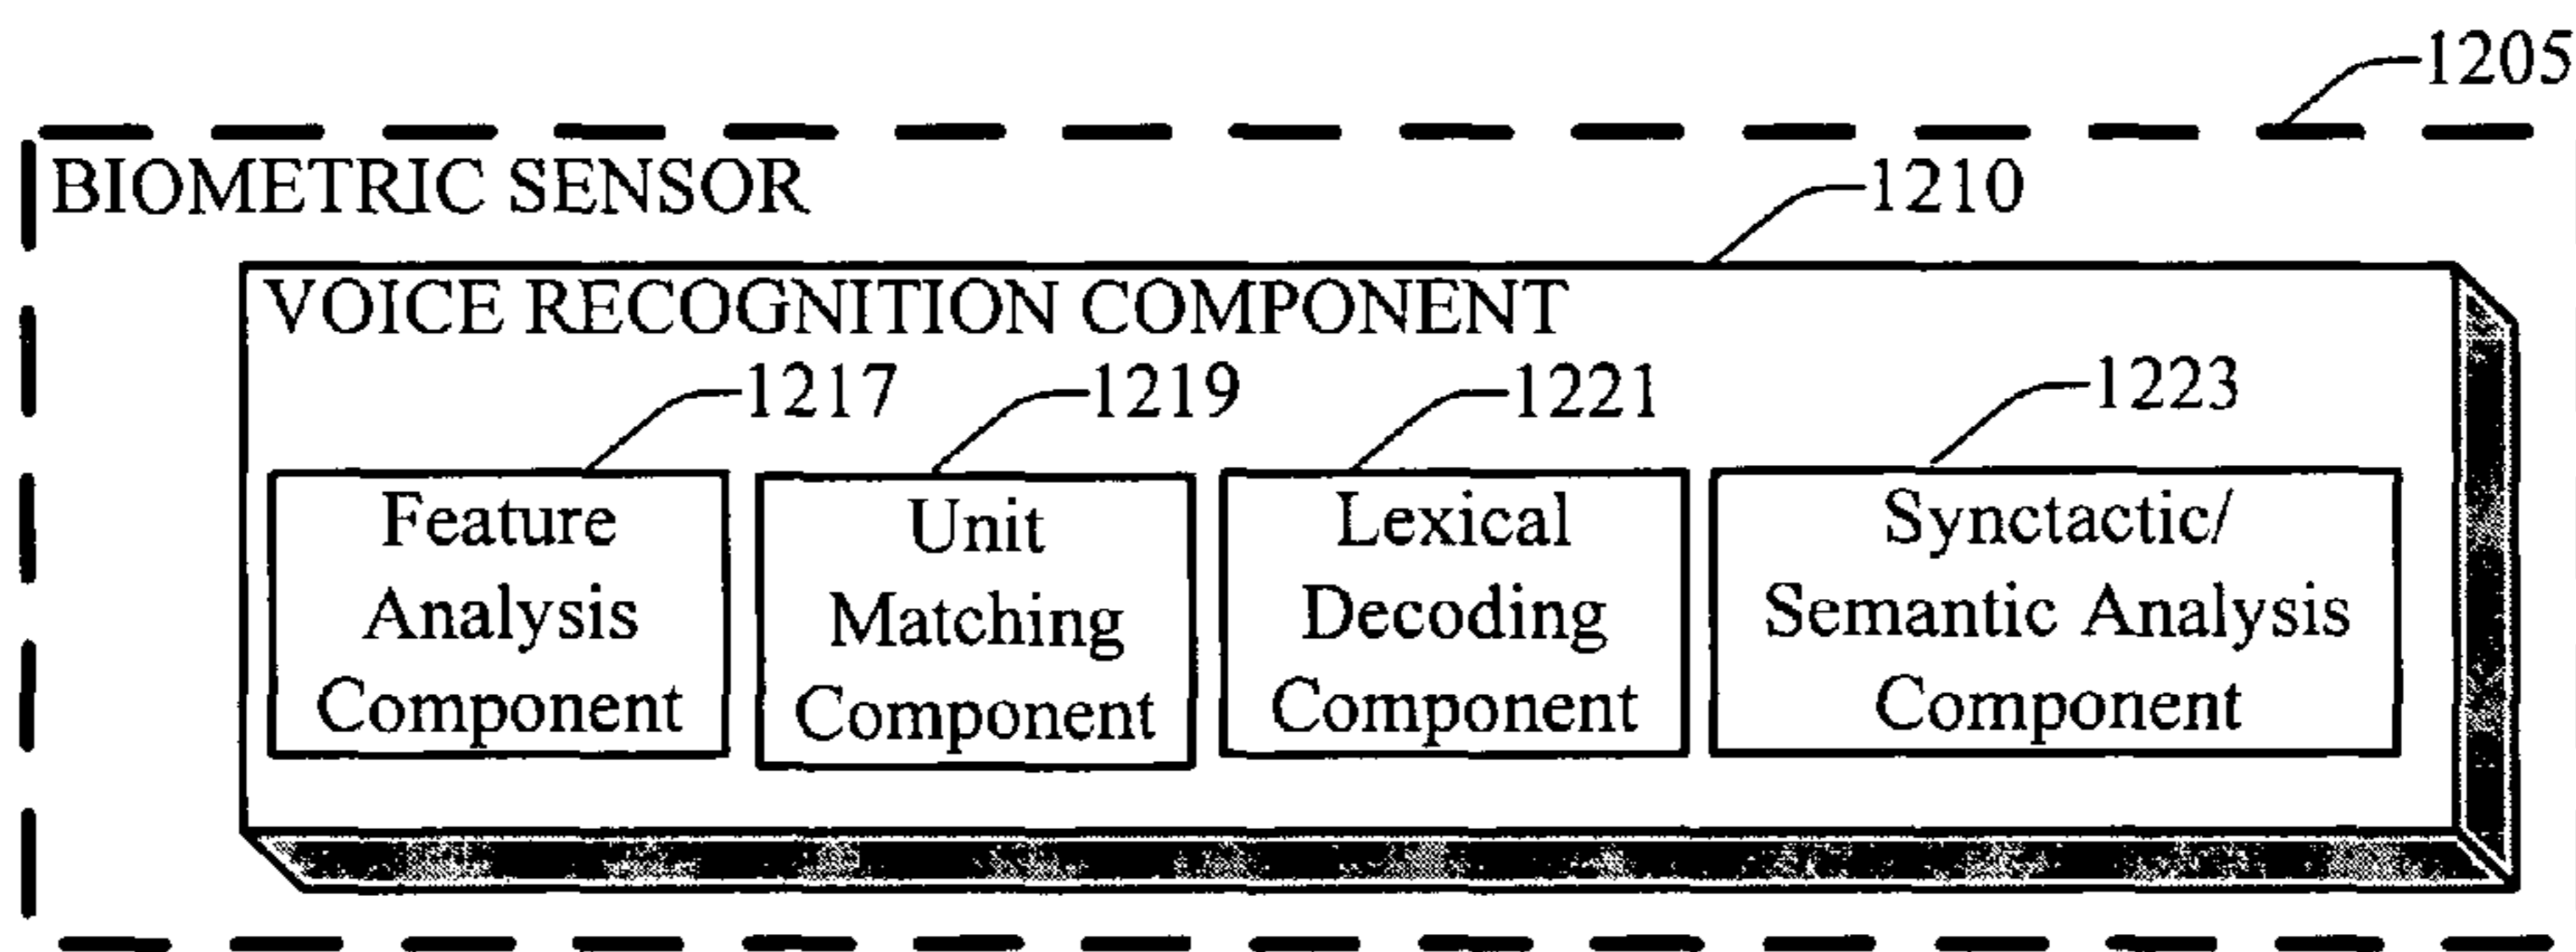 1205
BIOMETRIC SENSOR
1210
VOICE RECOGNITION COMPONENT
1217
1219
1221
1223
Feature
Analysis
Component
Unit
Matching
Component
Lexical
Decoding
Component
Synctactic/
Semantic Analysis
Component